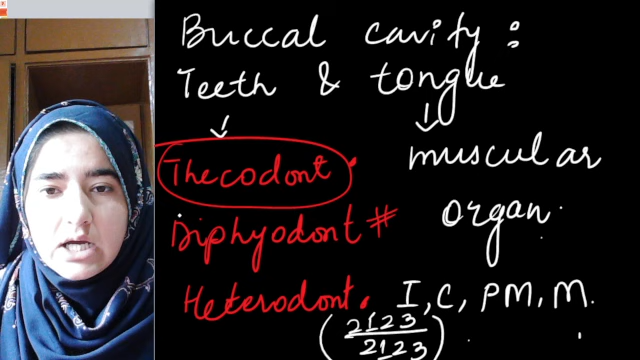 Buccal cavity :
Teeth & tongue
↓ ↓
Thecodont. muscular
Diphyodont # organ.
Heterodont. I, C, PM, M.
(2123
2123)